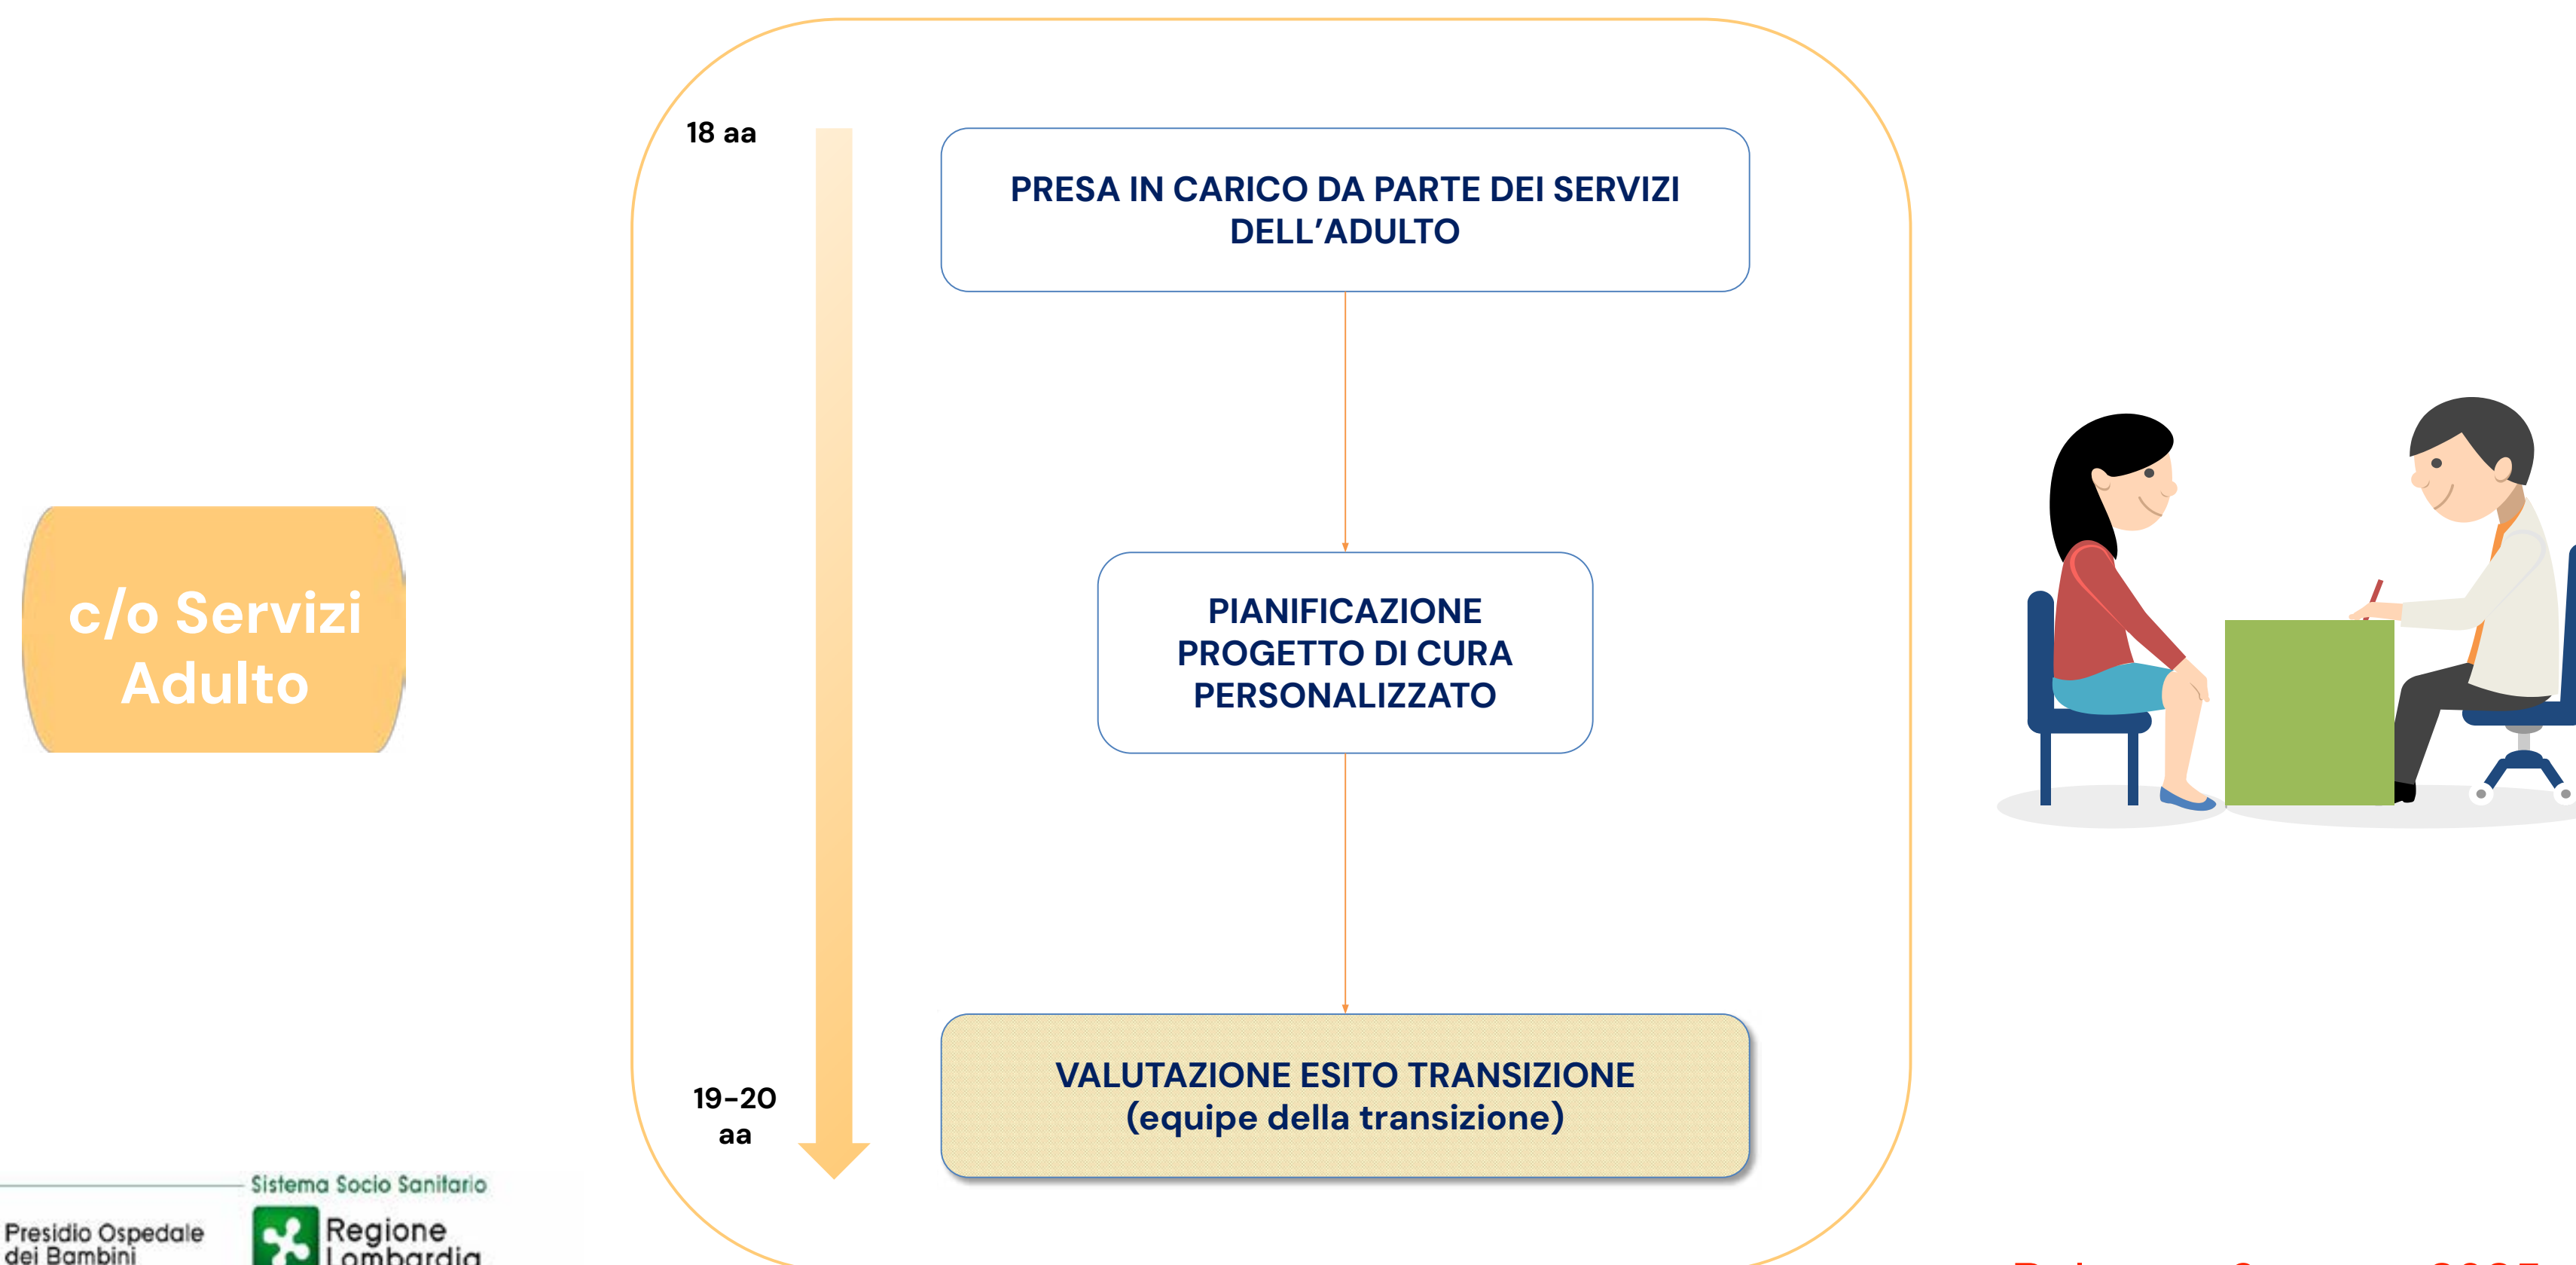 18 aa
PRESA IN CARICO DA PARTE DEI SERVIZI
DELL’ADULTO
c/o Servizi
Adulto
PIANIFICAZIONE
PROGETTO DI CURA
PERSONALIZZATO
19-20
aa
VALUTAZIONE ESITO TRANSIZIONE
(equipe della transizione)
Sistema Socio Sanitario
Presidio Ospedale
dei Bambini
Regione
Lombardia